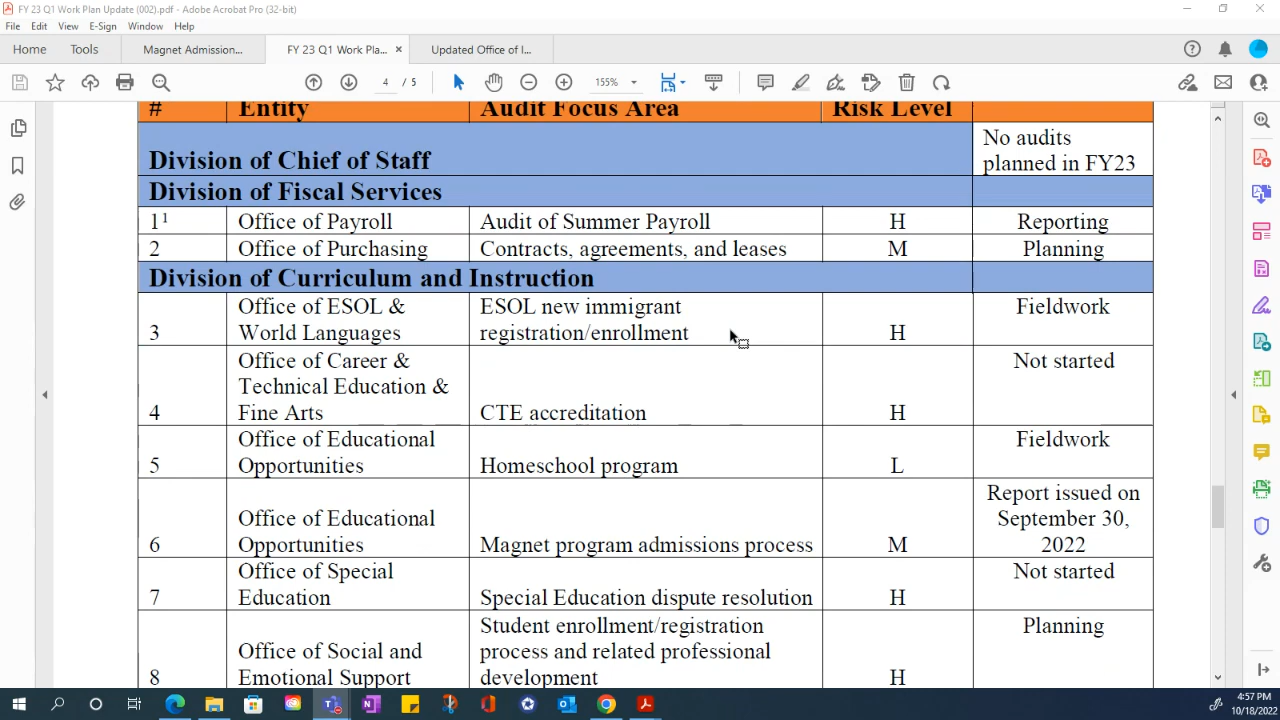 FY 23 Q1 Work Plan Update (002).pdf - Adobe Acrobat Pro (32-bit)
File Edit View E-Sign Window Help
Home Tools Magnet Admission... FY 23 Q1 Work Pla... × Updated Office of I...
4 / 5 155%
# Entity Audit Focus Area Risk Level
No audits
Division of Chief of Staff planned in FY23
Division of Fiscal Services
1¹ Office of Payroll Audit of Summer Payroll H Reporting
2 Office of Purchasing Contracts, agreements, and leases M Planning
Division of Curriculum and Instruction
Office of ESOL & ESOL new immigrant Fieldwork
3 World Languages registration/enrollment H
Office of Career & Not started
Technical Education &
4 Fine Arts CTE accreditation H
Office of Educational Fieldwork
5 Opportunities Homeschool program L
Report issued on
Office of Educational September 30,
6 Opportunities Magnet program admissions process M 2022
Office of Special Not started
7 Education Special Education dispute resolution H
Student enrollment/registration Planning
Office of Social and process and related professional
8 Emotional Support development H
4:57 PM
10/18/2022